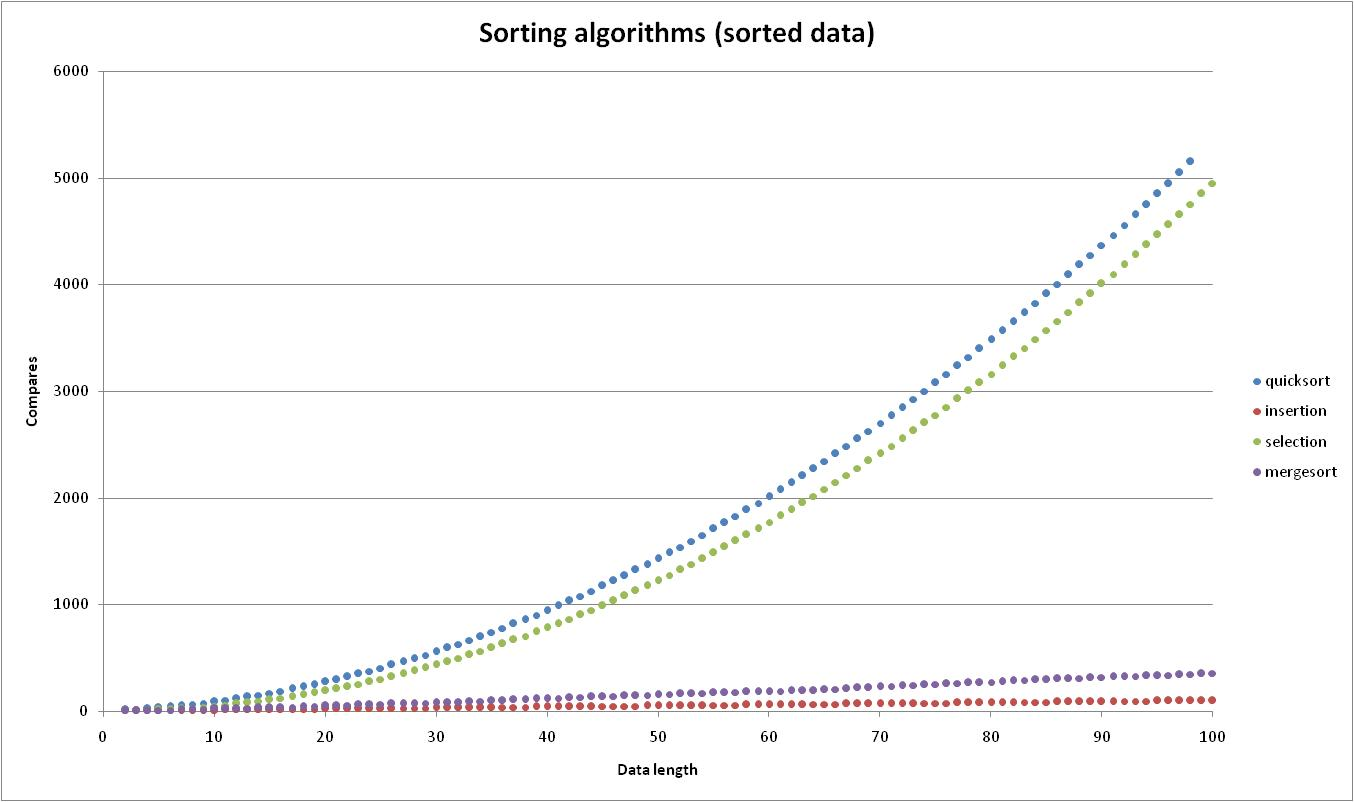 Sorting algorithms (sorted data)
6000
5000
4000
3000
2000
1000
0
Compares
0 10 20 30 40 50 60 70 80 90 100
Data length
quicksort
insertion
selection
mergesort